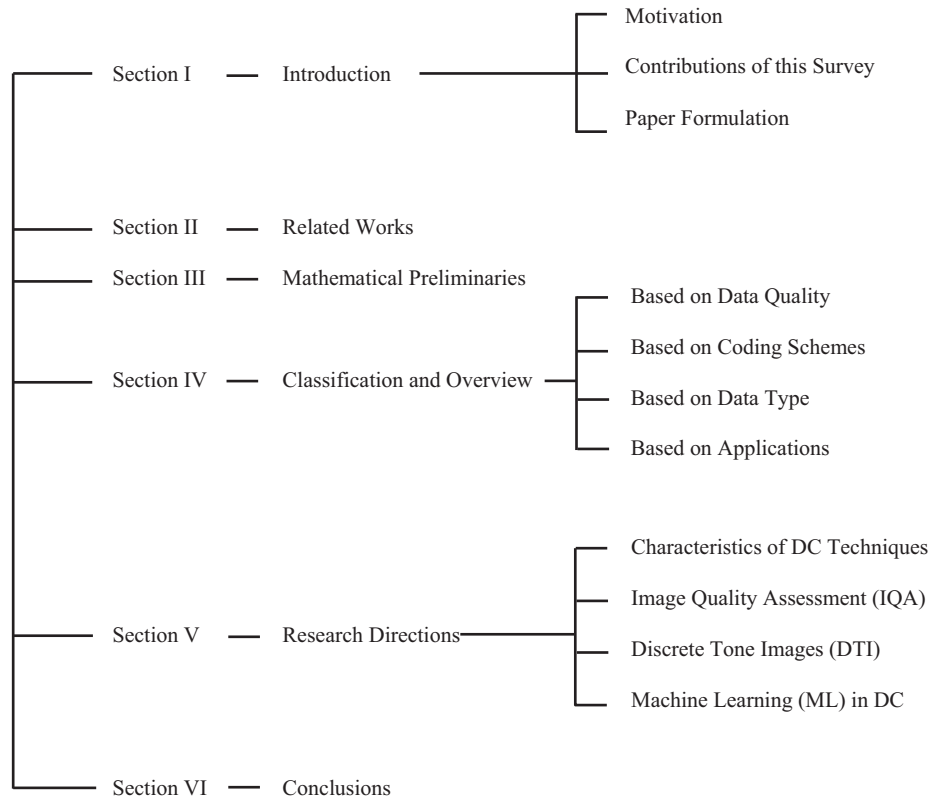 Motivation
Section I
Introduction
Contributions of this Survey
Paper Formulation
Section II
Related Works
Section III
Mathematical Preliminaries
Based on Data Quality
Based on Coding Schemes
Section IV
Classification and Overview
Based on Data Type
Based on Applications
Characteristics of DC Techniques
Image Quality Assessment (IQA)
Section V
Research Directions
Discrete Tone Images (DTI)
Machine Learning (ML) in DC
Section VI
Conclusions